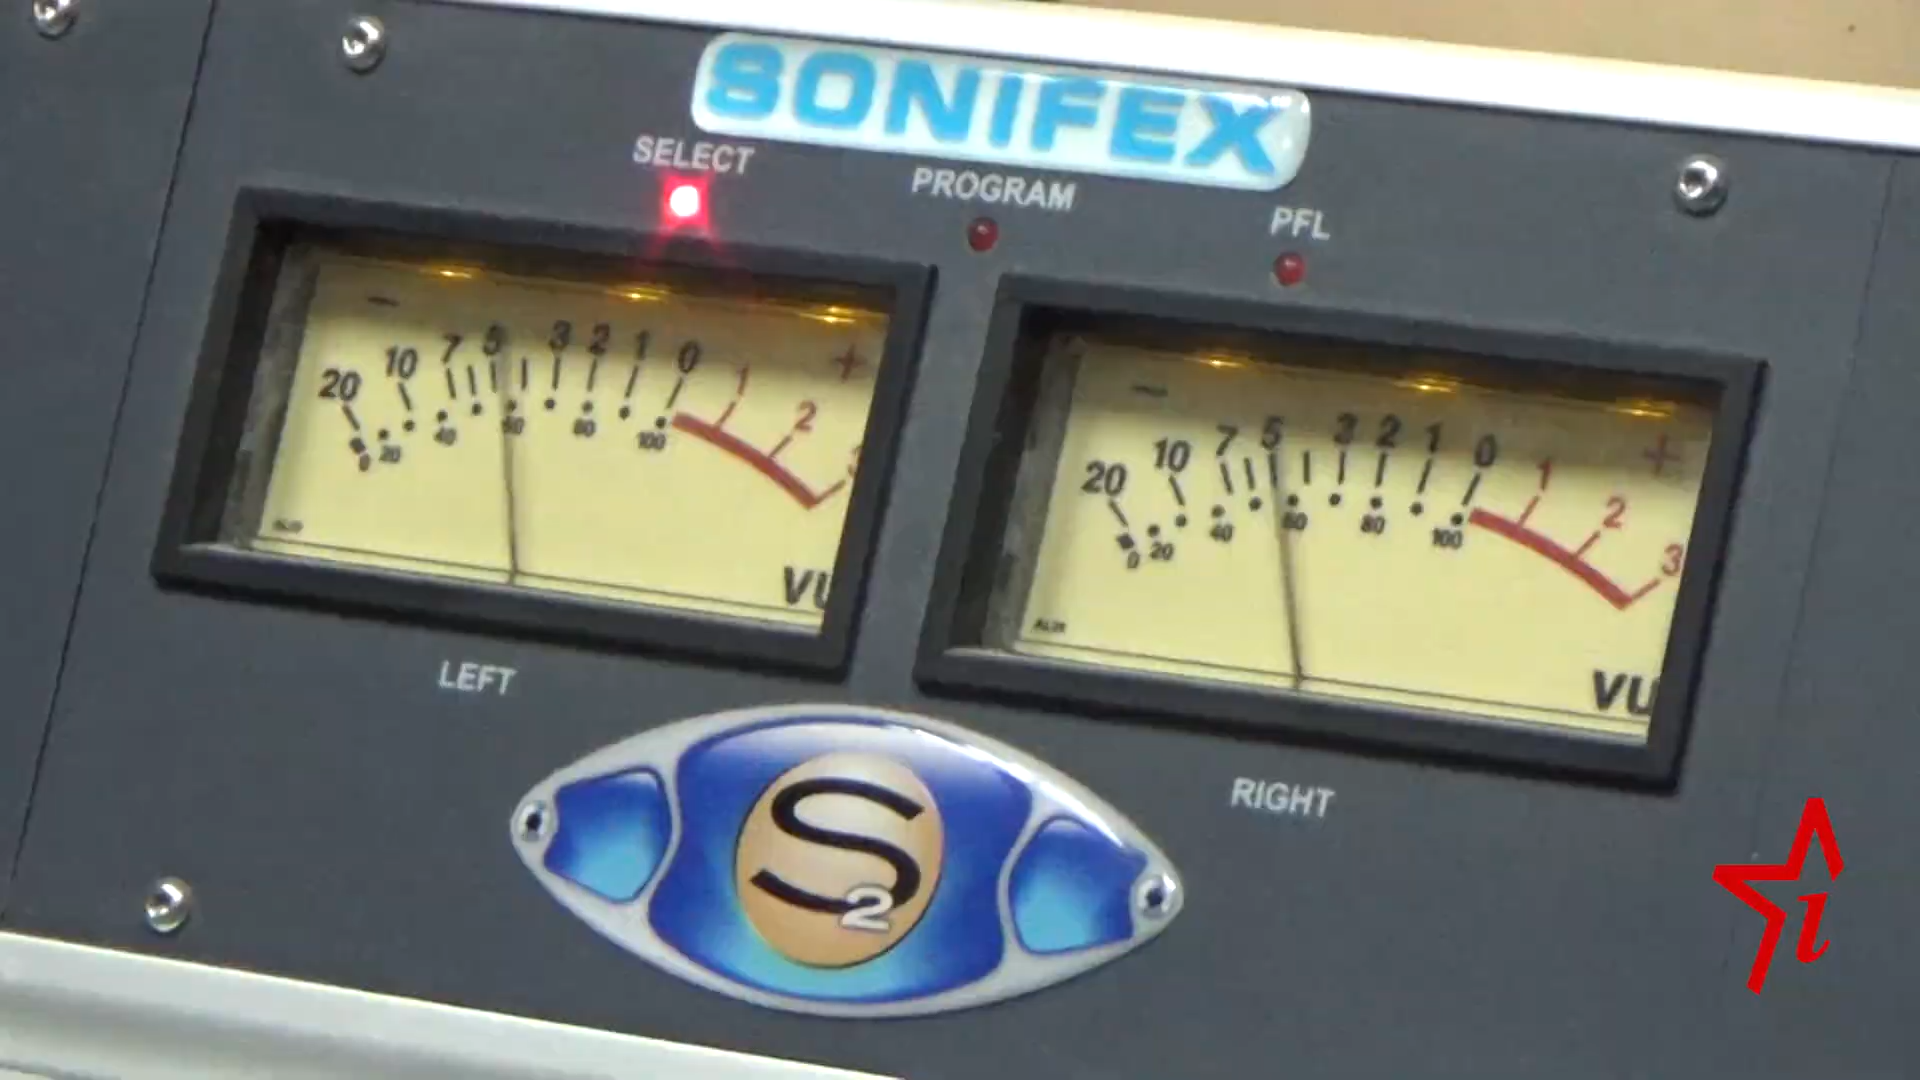 SONIFEX
SELECT
PROGRAM
PFL
- +
20 10 7 5 3 2 1 0 1 2 3
0 20 40 60 80 100
VU
LEFT
- +
20 10 7 5 3 2 1 0 1 2 3
0 20 40 60 80 100
VU
RIGHT
S2
i